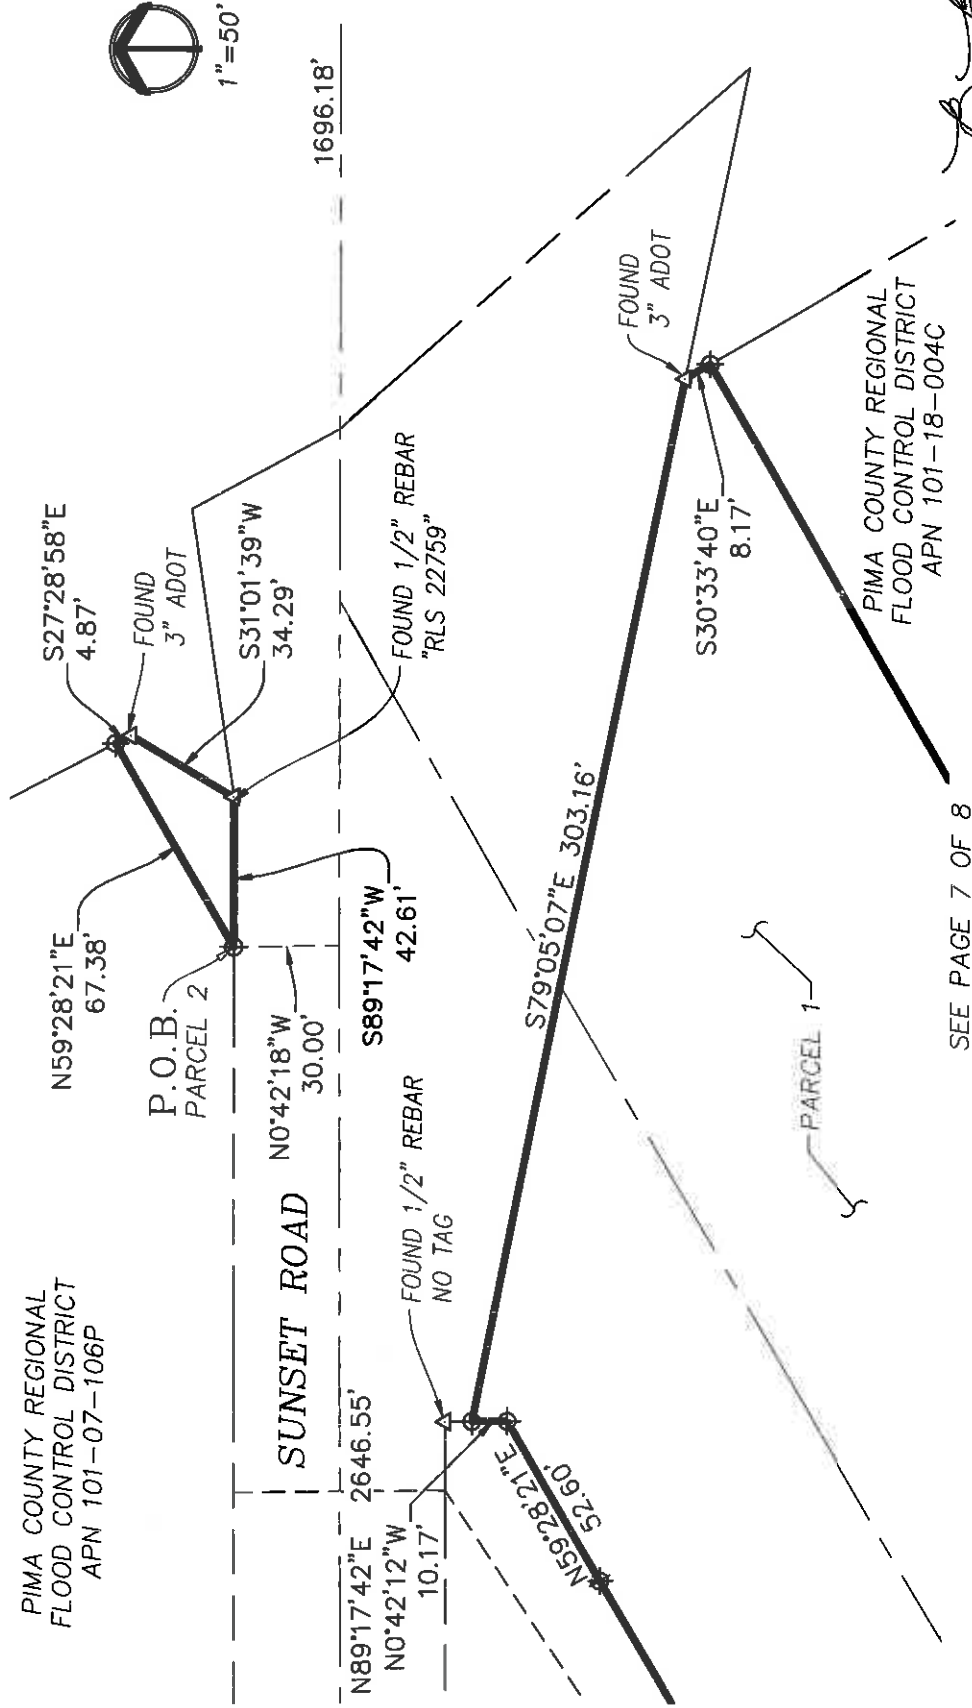 PIMA COUNTY REGIONAL
FLOOD CONTROL DISTRICT
APN 101-07-106P
1"=50'
1696.18'
S27°28'58"E
4.87'
FOUND
3" ADOT
S31°01'39"W
34.29'
N59°28'21"E
67.38'
P.O.B.
PARCEL 2
N0°42'18"W
30.00'
S89°17'42"W
42.61'
FOUND 1/2" REBAR
"RLS 22759"
SUNSET ROAD
N89°17'42"E 2646.55'
N0°42'12"W
10.17'
FOUND 1/2" REBAR
NO TAG
N59°28'21"E
52.60'
S79°05'07"E 303.16'
FOUND
3" ADOT
S30°33'40"E
8.17'
PIMA COUNTY REGIONAL
FLOOD CONTROL DISTRICT
APN 101-18-004C
PARCEL 1
SEE PAGE 7 OF 8